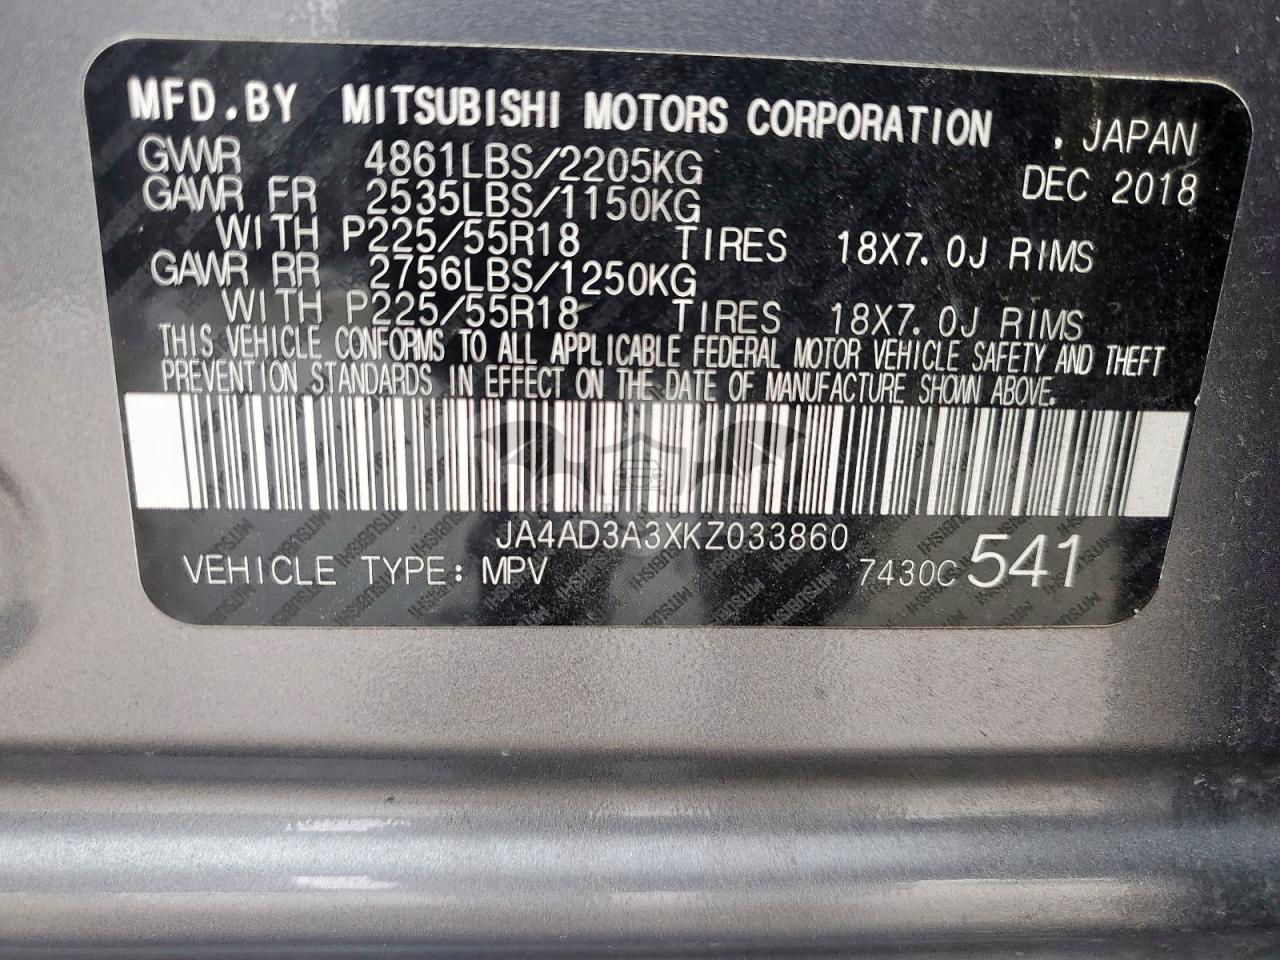 MFD.BY MITSUBISHI MOTORS CORPORATION , JAPAN
GVWR 4861LBS/2205KG DEC 2018
GAWR FR 2535LBS/1150KG
WITH P225/55R18 TIRES 18X7.0J RIMS
GAWR RR 2756LBS/1250KG
WITH P225/55R18 TIRES 18X7.0J RIMS
THIS VEHICLE CONFORMS TO ALL APPLICABLE FEDERAL MOTOR VEHICLE SAFETY AND THEFT
PREVENTION STANDARDS IN EFFECT ON THE DATE OF MANUFACTURE SHOWN ABOVE.
JA4AD3A3XKZ033860
VEHICLE TYPE: MPV 7430C 541